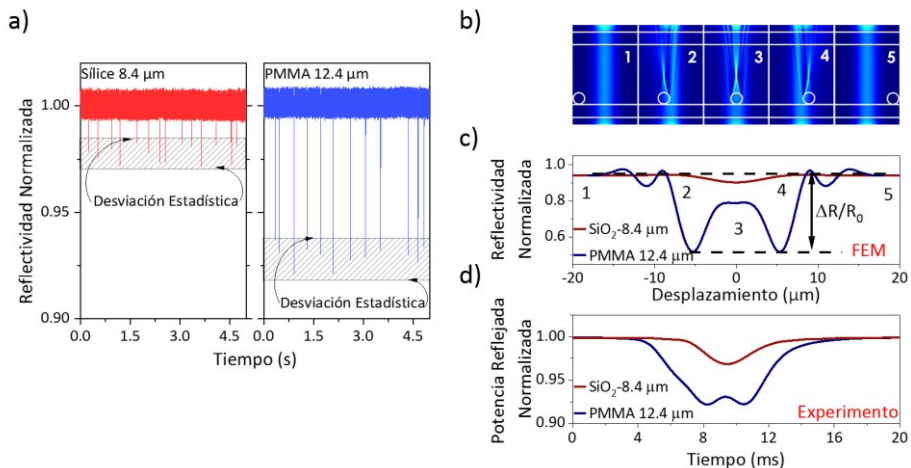 a)
Sílice 8.4 μm
PMMA 12.4 μm
1.00
0.95
0.90
Reflectividad Normalizada
Desviación Estadística
Desviación Estadística
0.0 1.5 3.0 4.5
0.0 1.5 3.0 4.5
Tiempo (s)
b)
1 2 3 4 5
c)
Reflectividad
Normalizada
1.0
0.8
0.6
1 2 3 4 5
SiO2-8.4 μm
PMMA 12.4 μm
ΔR/R0
FEM
-20 -10 0 10 20
Desplazamiento (μm)
d)
Potencia Reflejada
Normalizada
1.00
0.95
0.90
SiO2-8.4 μm
PMMA 12.4 μm
Experimento
0 4 8 12 16 20
Tiempo (ms)